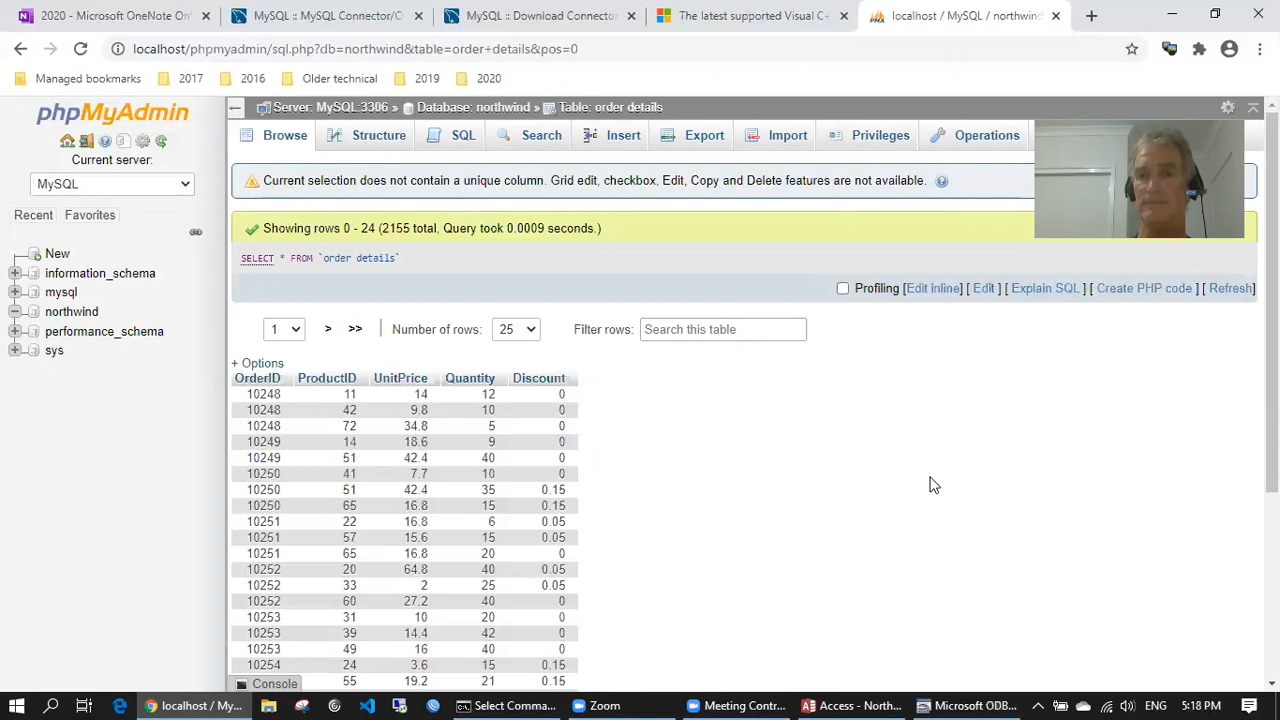 2020 - Microsoft OneNote On
MySQL :: MySQL Connector/C
MySQL :: Download Connector
The latest supported Visual C+
localhost / MySQL / northwind
localhost/phpmyadmin/sql.php?db=northwind&table=order+details&pos=0
Managed bookmarks 2017 2016 Older technical 2019 2020
phpMyAdmin
Current server:
MySQL
Recent Favorites
New
information_schema
mysql
northwind
performance_schema
sys
Server: MySQL:3306 » Database: northwind » Table: order details
Browse Structure SQL Search Insert Export Import Privileges Operations
Current selection does not contain a unique column. Grid edit, checkbox, Edit, Copy and Delete features are not available.
Showing rows 0 - 24 (2155 total, Query took 0.0009 seconds.)
SELECT * FROM `order details`
Profiling [Edit inline] [ Edit ] [ Explain SQL ] [ Create PHP code ] [ Refresh]
1 > >> Number of rows: 25 Filter rows: Search this table
+ Options
OrderID ProductID UnitPrice Quantity Discount
10248 11 14 12 0
10248 42 9.8 10 0
10248 72 34.8 5 0
10249 14 18.6 9 0
10249 51 42.4 40 0
10250 41 7.7 10 0
10250 51 42.4 35 0.15
10250 65 16.8 15 0.15
10251 22 16.8 6 0.05
10251 57 15.6 15 0.05
10251 65 16.8 20 0
10252 20 64.8 40 0.05
10252 33 2 25 0.05
10252 60 27.2 40 0
10253 31 10 20 0
10253 39 14.4 42 0
10253 49 16 40 0
10254 24 3.6 15 0.15
Console 55 19.2 21 0.15
localhost / My... Select Comma... Zoom Meeting Contr... Access - North... Microsoft ODB... ENG 5:18 PM